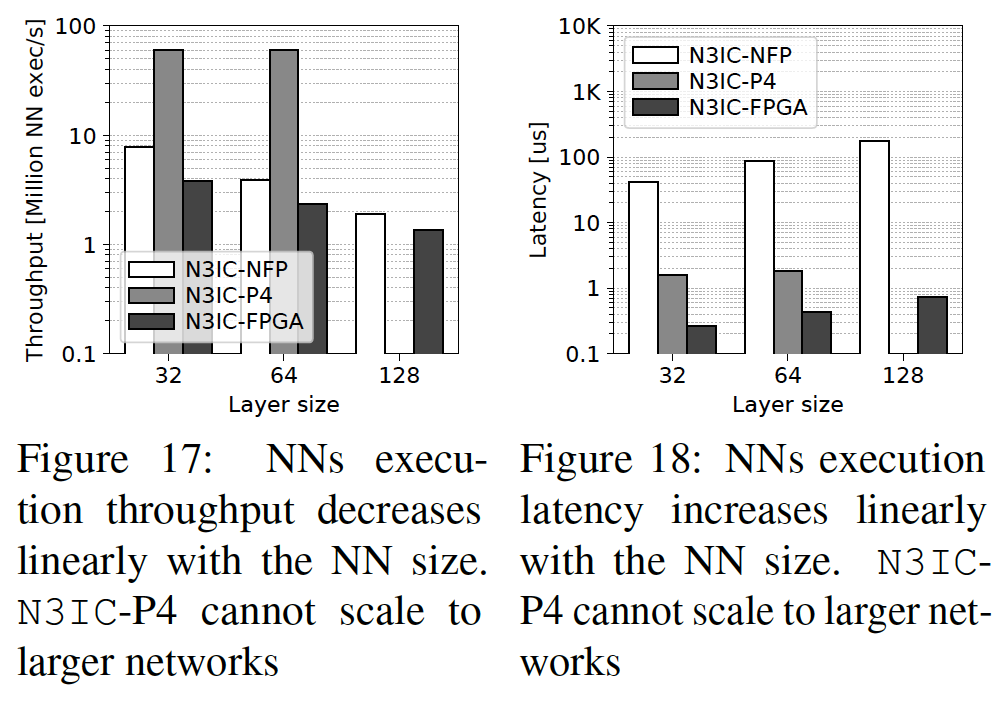 100
10
1
0.1
Throughput [Million NN exec/s]
N3IC-NFP
N3IC-P4
N3IC-FPGA
32 64 128
Layer size
10K
1K
100
10
1
0.1
Latency [us]
N3IC-NFP
N3IC-P4
N3IC-FPGA
32 64 128
Layer size
Figure 17: NNs execu-
tion throughput decreases
linearly with the NN size.
N3IC-P4 cannot scale to
larger networks
Figure 18: NNs execution
latency increases linearly
with the NN size. N3IC-
P4 cannot scale to larger net-
works